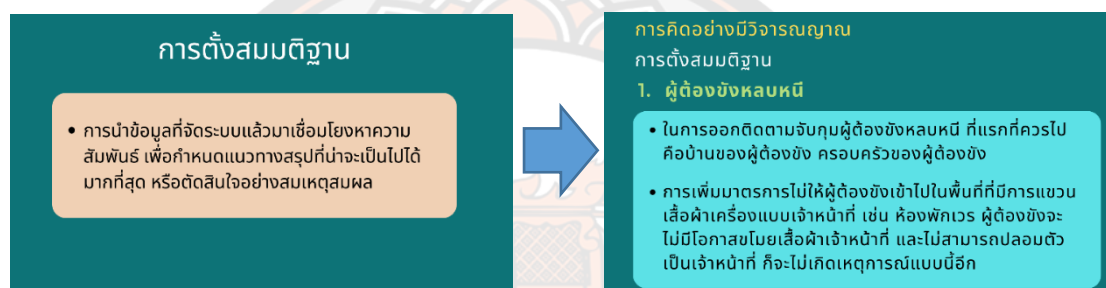 การตั้งสมมติฐาน
• การนำข้อมูลที่จัดระบบแล้วมาเชื่อมโยงหาความ
สัมพันธ์ เพื่อกำหนดแนวทางสรุปที่น่าจะเป็นไปได้
มากที่สุด หรือตัดสินใจอย่างสมเหตุสมผล
การคิดอย่างมีวิจารณญาณ
การตั้งสมมติฐาน
1. ผู้ต้องขังหลบหนี
• ในการออกติดตามจับกุมผู้ต้องขังหลบหนี ที่แรกที่ควรไป
คือบ้านของผู้ต้องขัง ครอบครัวของผู้ต้องขัง
• การเพิ่มมาตรการไม่ให้ผู้ต้องขังเข้าไปในพื้นที่ที่มีการแขวน
เสื้อผ้าเครื่องแบบเจ้าหน้าที่ เช่น ห้องพักเวร ผู้ต้องขังจะ
ไม่มีโอกาสขโมยเสื้อผ้าเจ้าหน้าที่ และไม่สามารถปลอมตัว
เป็นเจ้าหน้าที่ ก็จะไม่เกิดเหตุการณ์แบบนี้อีก